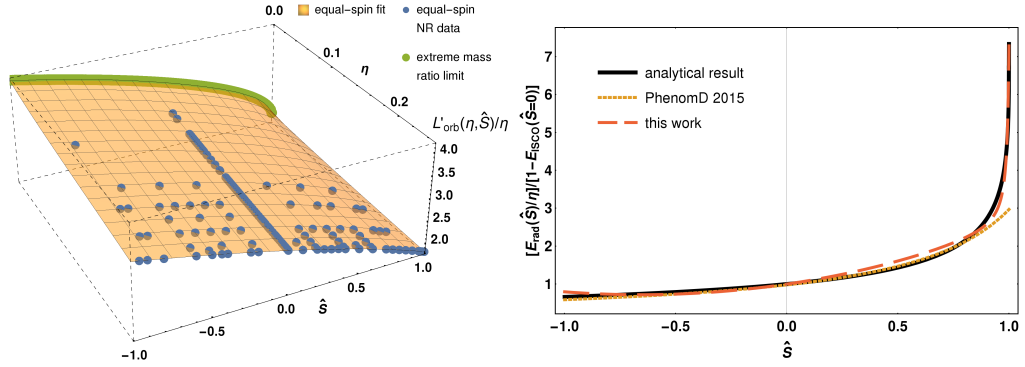 equal-spin fit
equal-spin
NR data
extreme mass
ratio limit
0.0
0.1
η
0.2
L'orb(η,Ŝ)/η
4.0
3.5
3.0
2.5
2.0
1.0
0.5
Ŝ
0.0
−0.5
−1.0
[Erad(Ŝ)/η]/[1−EISCO(Ŝ=0)]
7
6
5
4
3
2
1
analytical result
PhenomD 2015
this work
−1.0 −0.5 0.0 0.5 1.0
Ŝ